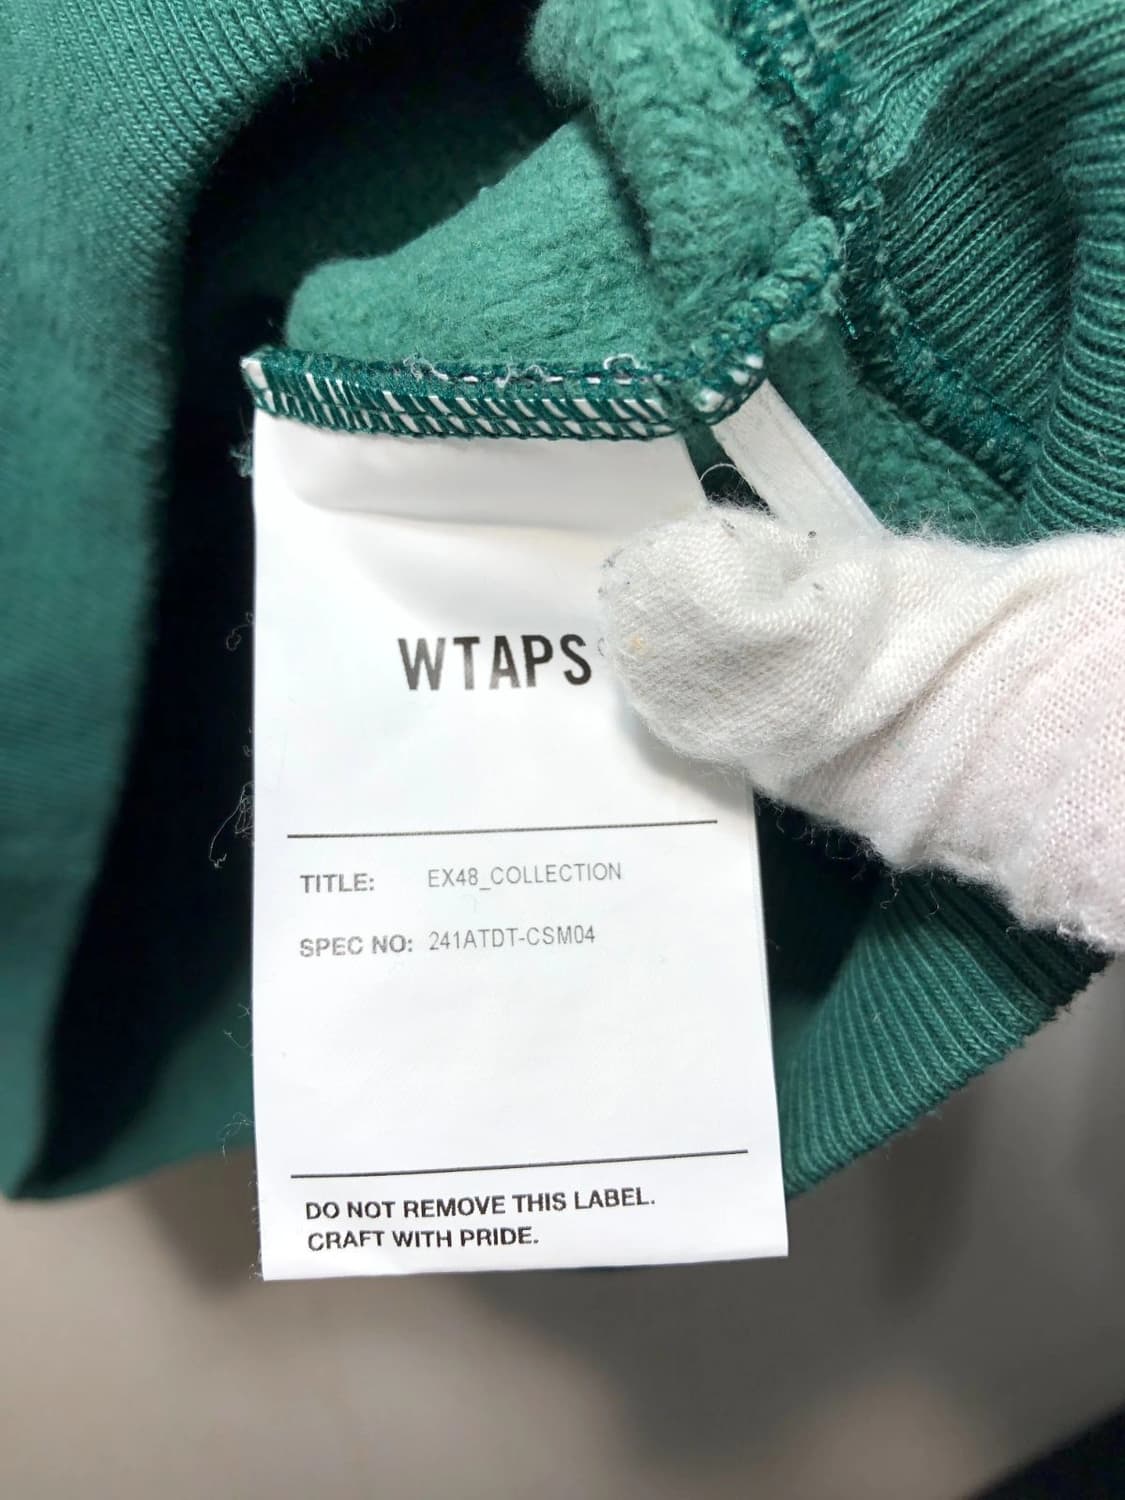 WTAPS
TITLE: EX48_COLLECTION
SPEC NO: 241ATDT-CSM04
DO NOT REMOVE THIS LABEL.
CRAFT WITH PRIDE.